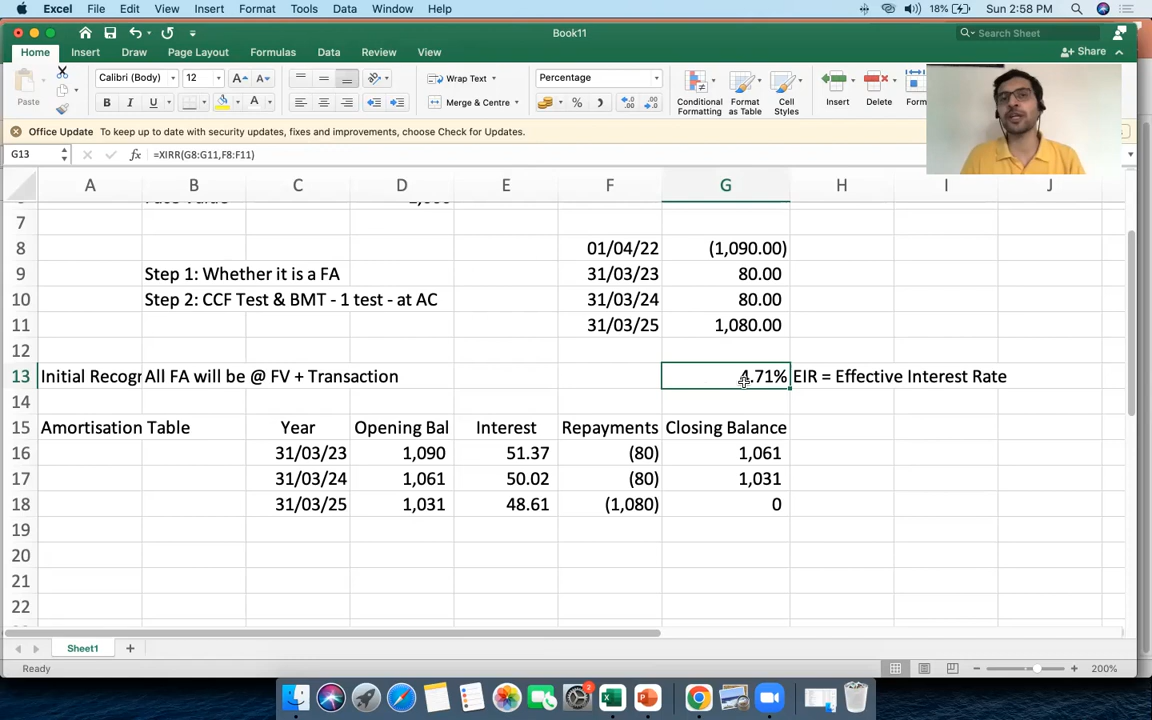 Excel File Edit View Insert Format Tools Data Window Help 18% Sun 2:58 PM
Book11
Search Sheet
Home Insert Draw Page Layout Formulas Data Review View Share
Paste Calibri (Body) 12 Wrap Text Percentage
B I U Merge & Centre Conditional Formatting Format as Table Cell Styles Insert Delete Form
Office Update To keep up to date with security updates, fixes and improvements, choose Check for Updates.
G13 fx =XIRR(G8:G11,F8:F11)
A B C D E F G H I J
7
8 01/04/22 (1,090.00)
9 Step 1: Whether it is a FA 31/03/23 80.00
10 Step 2: CCF Test & BMT - 1 test - at AC 31/03/24 80.00
11 31/03/25 1,080.00
12
13 Initial Recogr All FA will be @ FV + Transaction 4.71% EIR = Effective Interest Rate
14
15 Amortisation Table Year Opening Bal Interest Repayments Closing Balance
16 31/03/23 1,090 51.37 (80) 1,061
17 31/03/24 1,061 50.02 (80) 1,031
18 31/03/25 1,031 48.61 (1,080) 0
19
20
21
22
Sheet1
Ready 200%